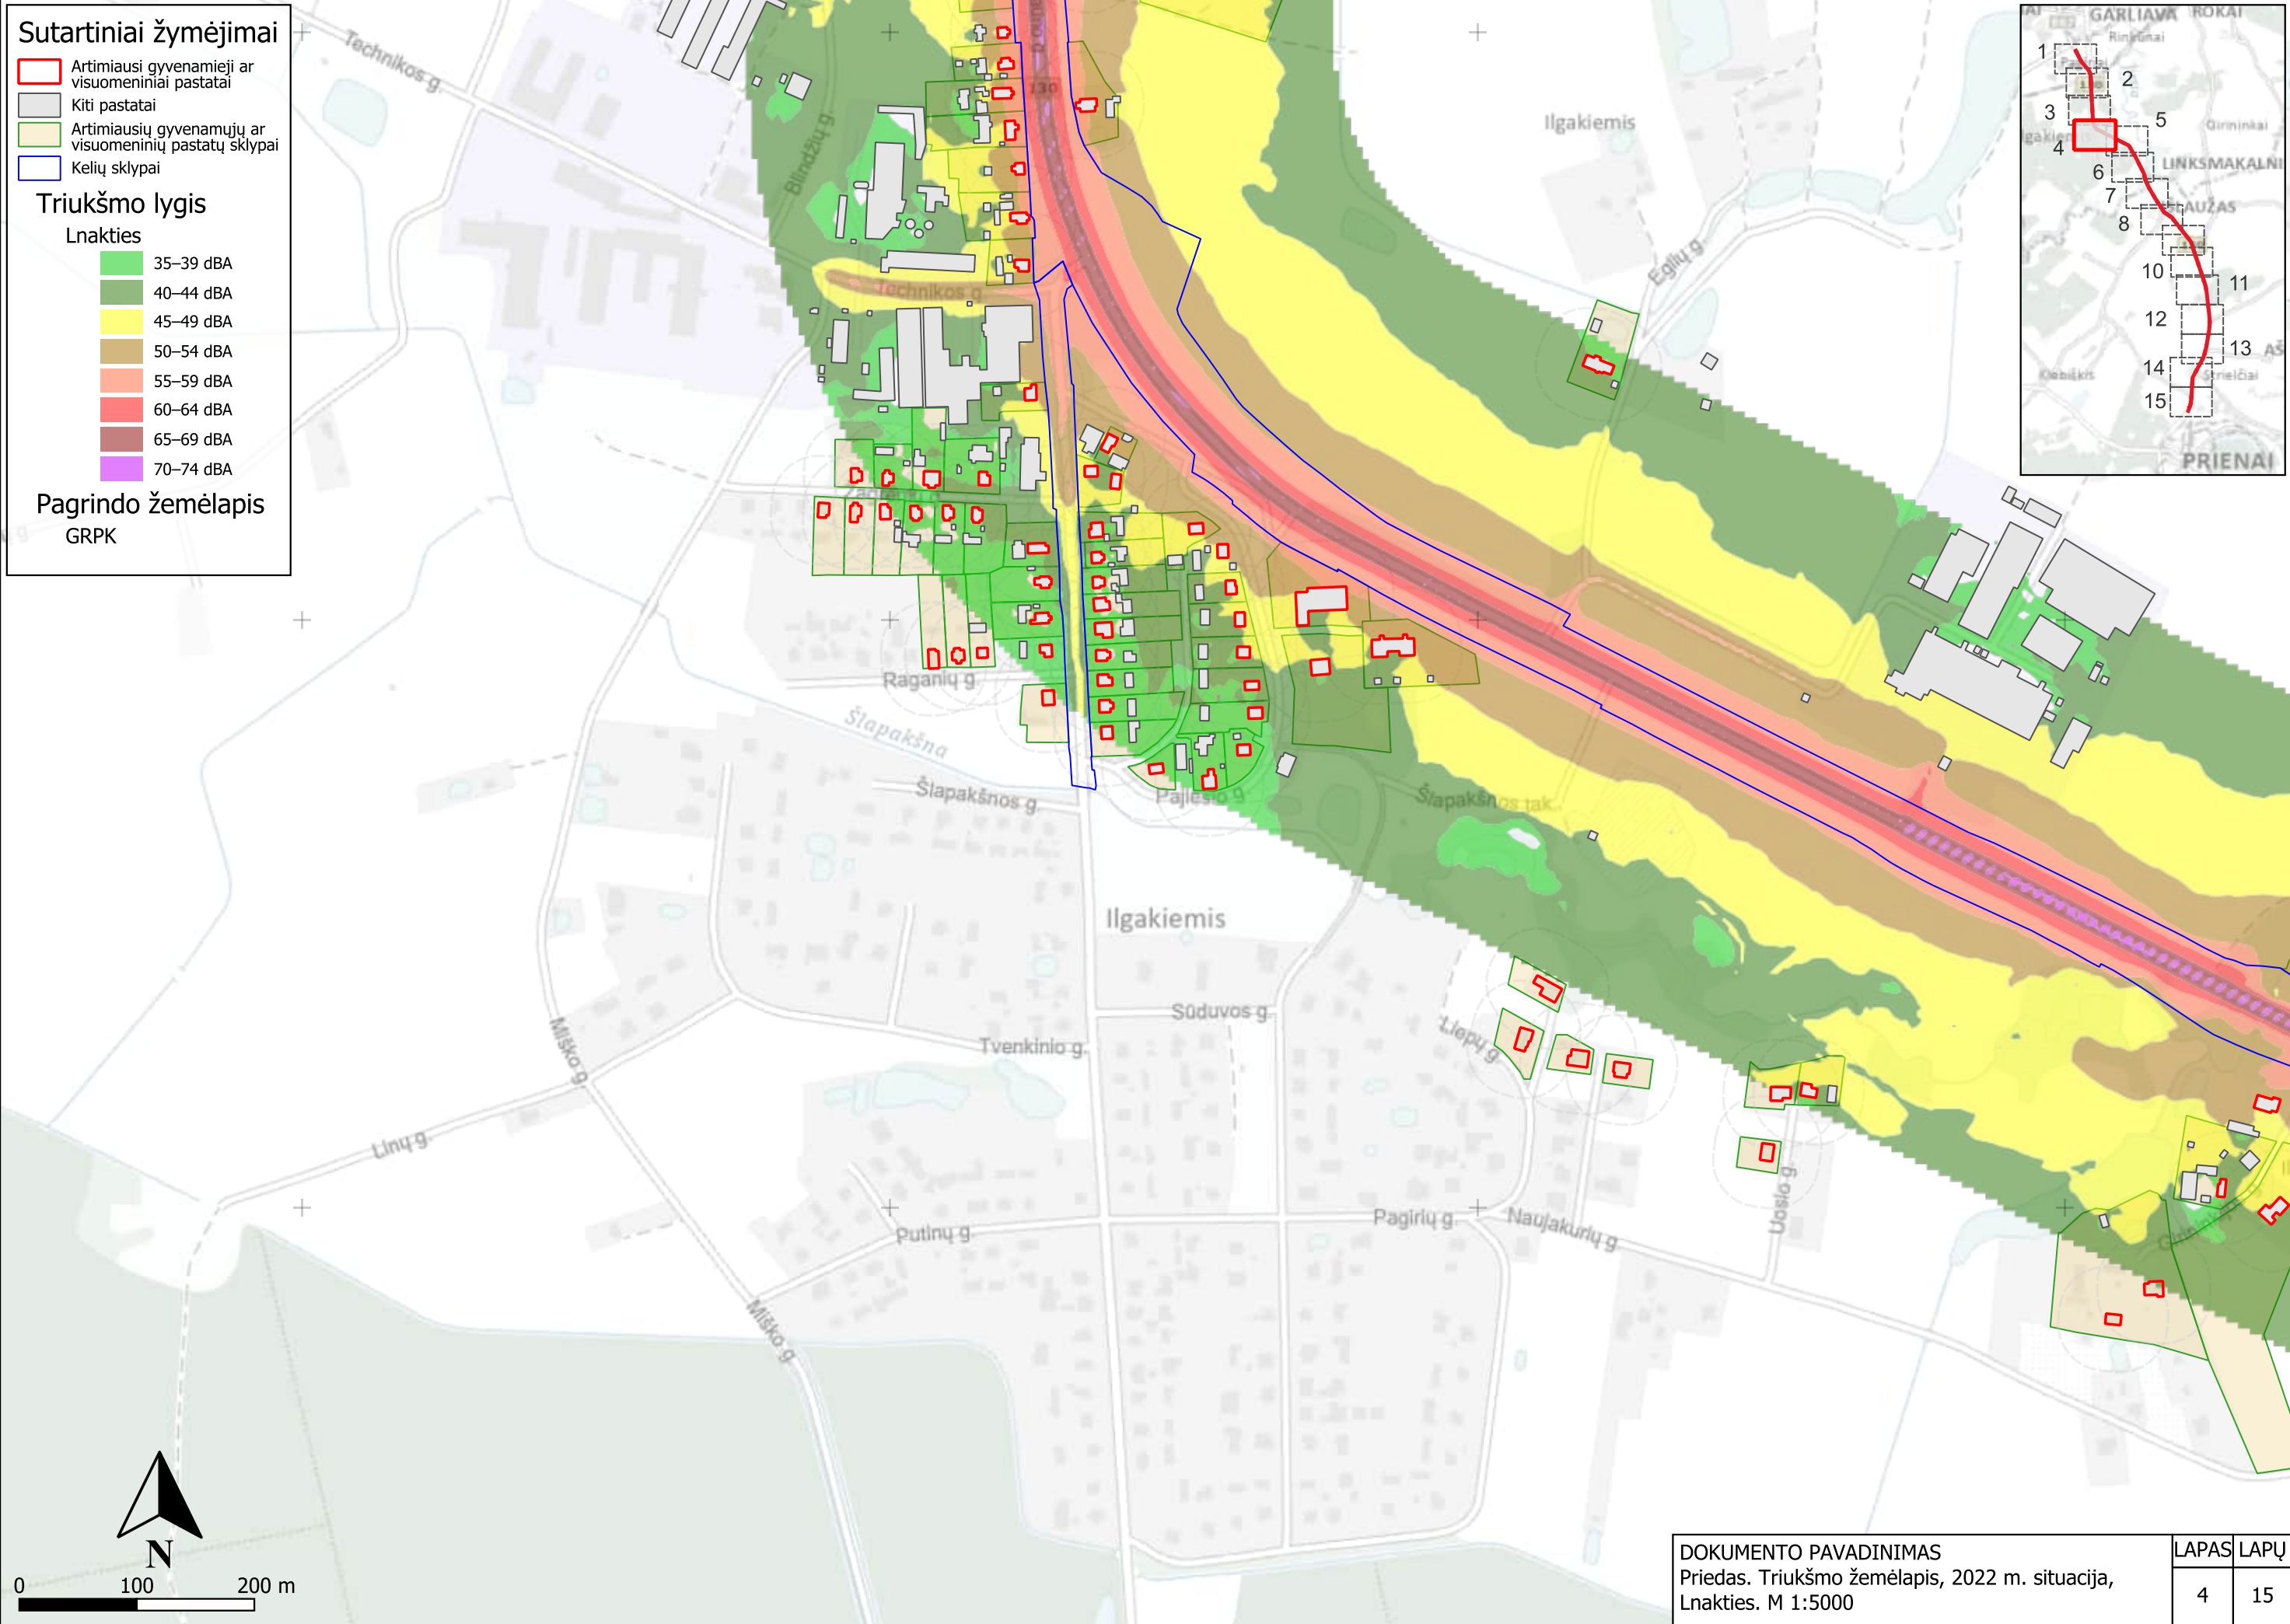 Sutartiniai žymėjimai
Artimiausi gyvenamieji ar
visuomeniniai pastatai
Kiti pastatai
Artimiausių gyvenamųjų ar
visuomeninių pastatų sklypai
Kelių sklypai
Triukšmo lygis
Lnakties
35–39 dBA
40–44 dBA
45–49 dBA
50–54 dBA
55–59 dBA
60–64 dBA
65–69 dBA
70–74 dBA
Pagrindo žemėlapis
GRPK
Technikos g.
Blindžių g.
130
Ilgakiemis
Eglių g.
Technikos g.
Raganių g.
Šlapakšna
Šlapakšnos g.
Pajiesio g.
Šlapakšnos tak.
Ilgakiemis
Sūduvos g.
Tvenkinio g.
Liepų g.
Miško g.
Linų g.
Putinų g.
Pagirių g.
Naujakurių g.
Uosio g.
Miško g.
GARLIAVA
ROKAI
Rinkūnai
1
2
3
4
5
6
7
8
10
11
12
13
14
15
Girininkai
LINKSMAKALNIS
Klebiškis
Strielčiai
PRIENAI
N
0 100 200 m
DOKUMENTO PAVADINIMAS
Priedas. Triukšmo žemėlapis, 2022 m. situacija,
Lnakties. M 1:5000
LAPAS LAPŲ
4 15